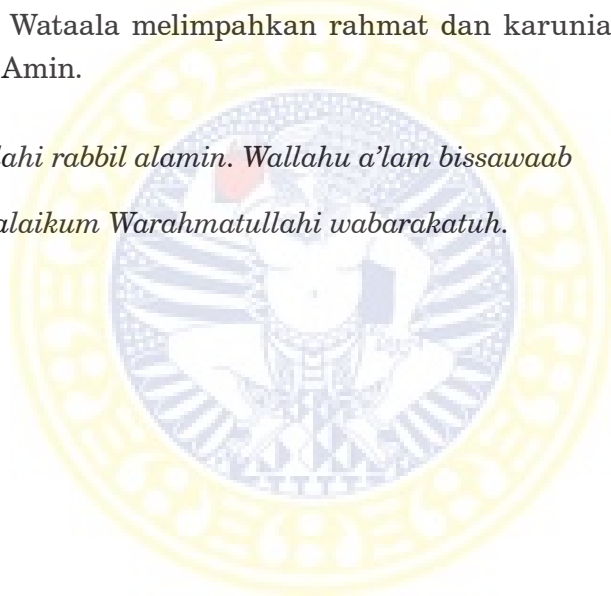 Wataala melimpahkan rahmat dan karunia
Amin.
lahi rabbil alamin. Wallahu a’lam bissawaab
alaikum Warahmatullahi wabarakatuh.